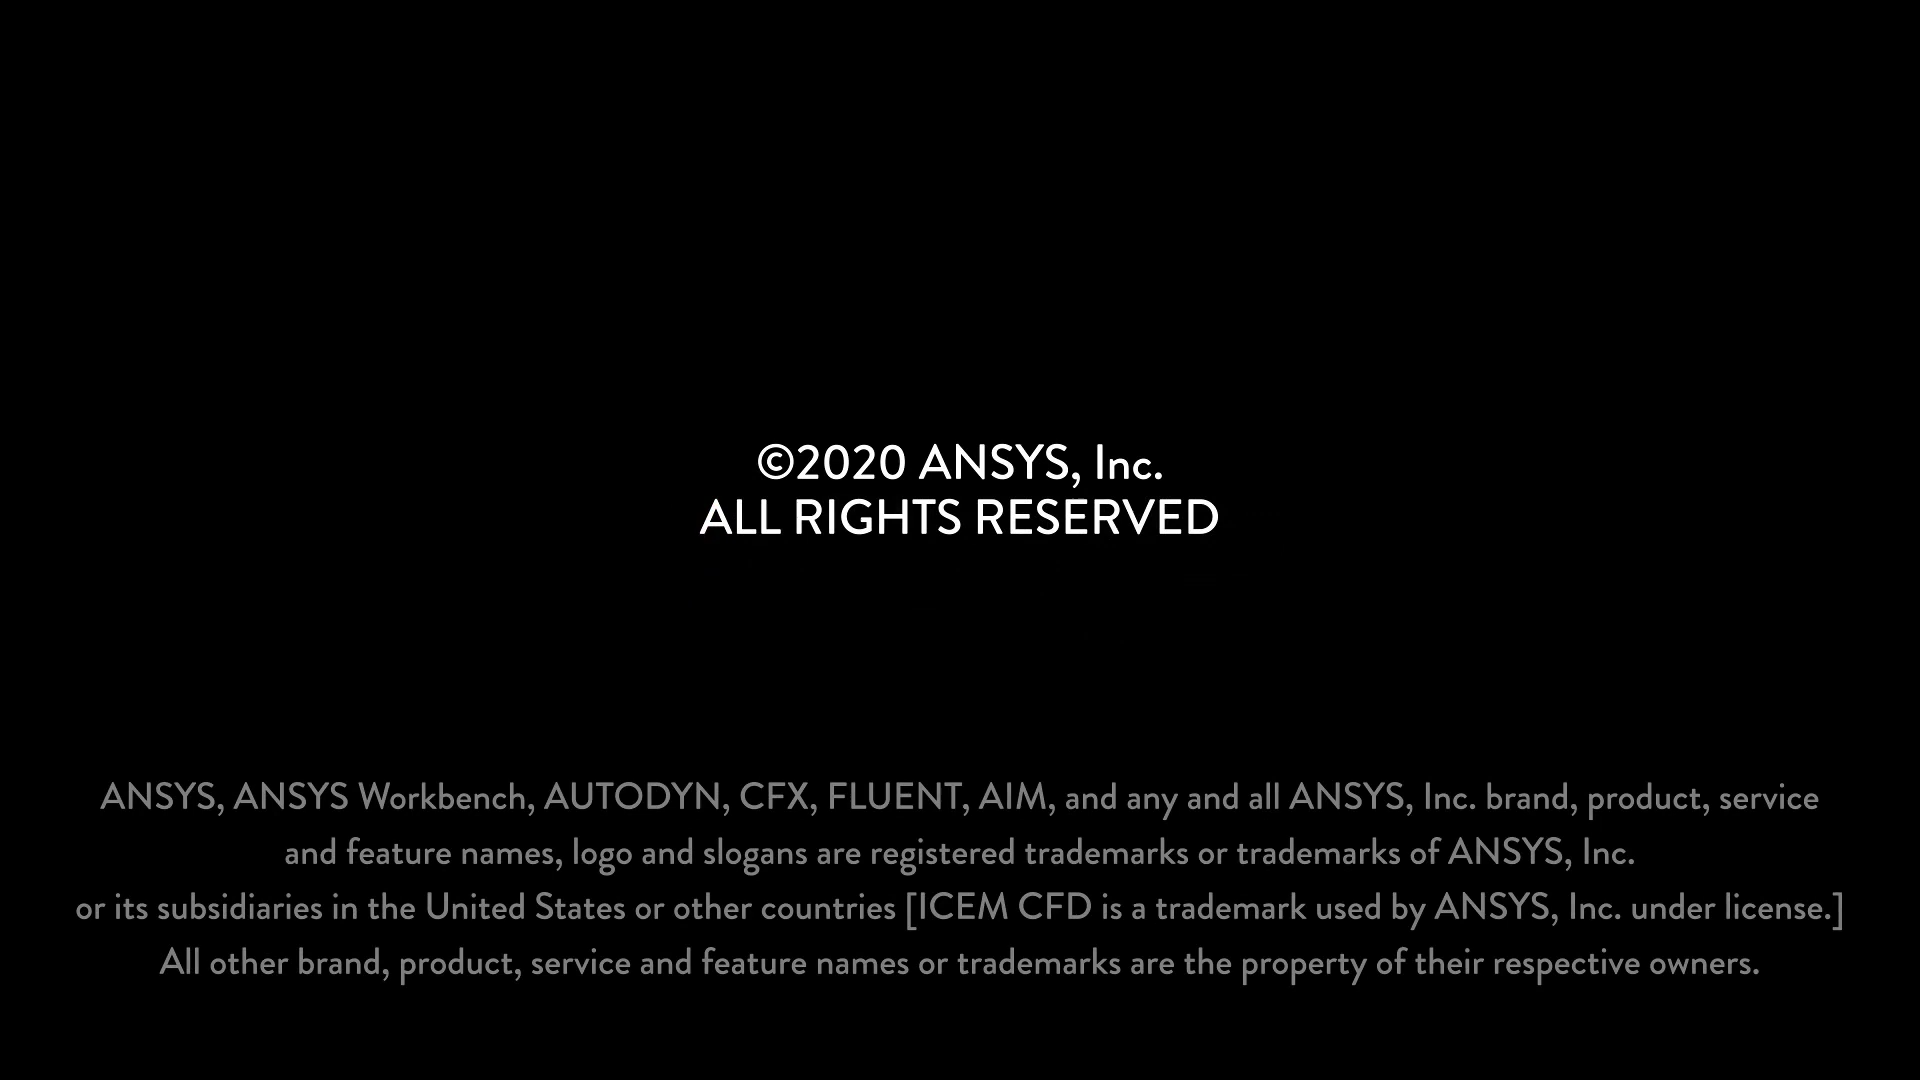 ©2020 ANSYS, Inc.
ALL RIGHTS RESERVED
ANSYS, ANSYS Workbench, AUTODYN, CFX, FLUENT, AIM, and any and all ANSYS, Inc. brand, product, service
and feature names, logo and slogans are registered trademarks or trademarks of ANSYS, Inc.
or its subsidiaries in the United States or other countries [ICEM CFD is a trademark used by ANSYS, Inc. under license.]
All other brand, product, service and feature names or trademarks are the property of their respective owners.